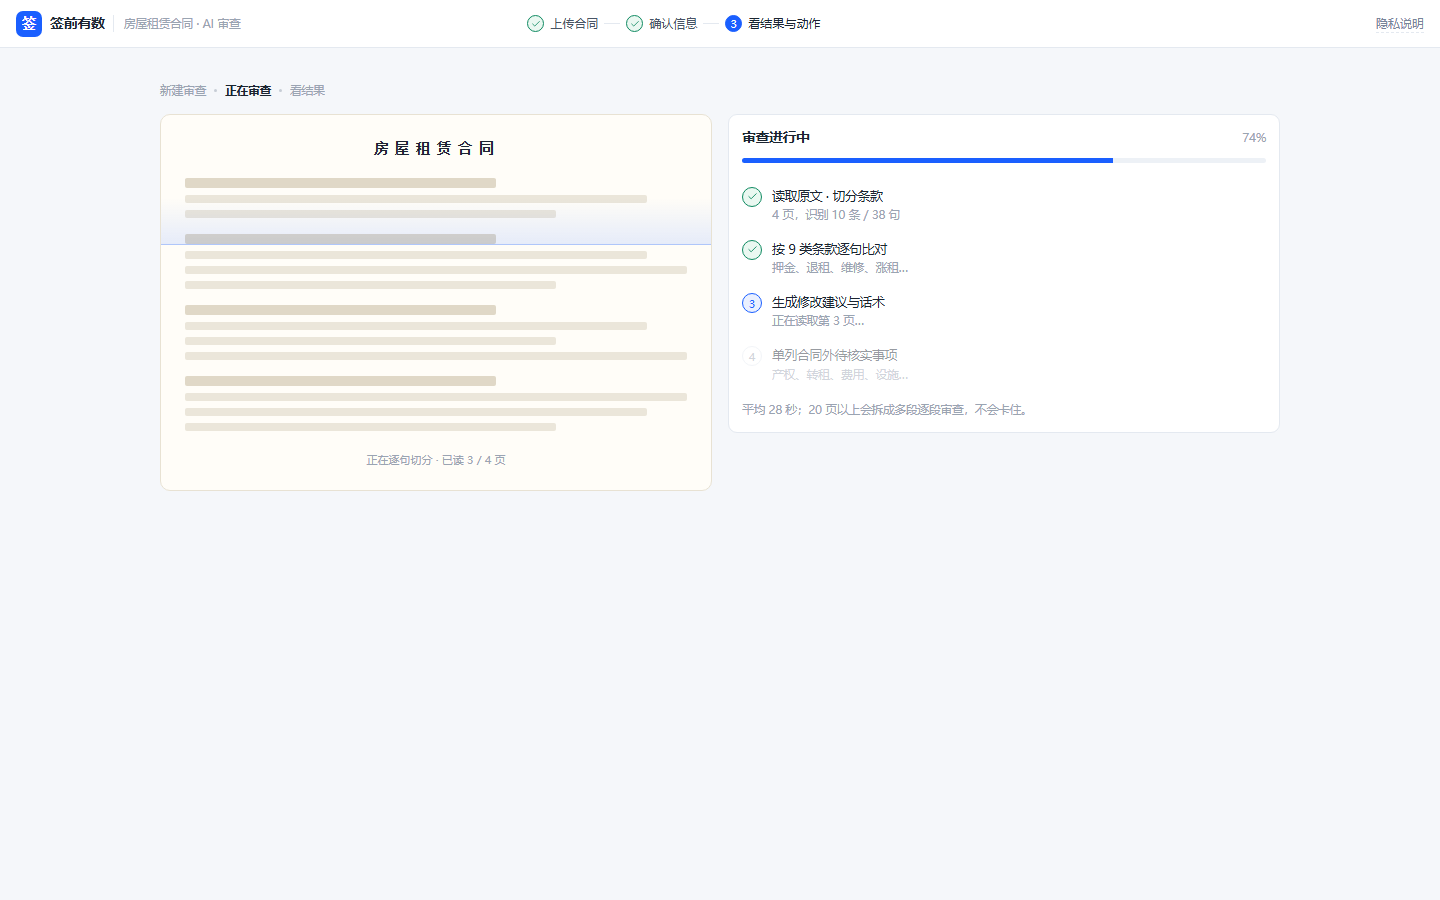 签 签前有数 房屋租赁合同 · AI 审查 上传合同 确认信息 3 看结果与动作 隐私说明
新建审查 · 正在审查 · 看结果
房屋租赁合同
正在逐句切分 · 已读 3 / 4 页
审查进行中 74%
读取原文 · 切分条款
4 页，识别 10 条 / 38 句
按 9 类条款逐句比对
押金、退租、维修、涨租...
3 生成修改建议与话术
正在读取第 3 页...
4 单列合同外待核实事项
产权、转租、费用、设施...
平均 28 秒；20 页以上会拆成多段逐段审查，不会卡住。